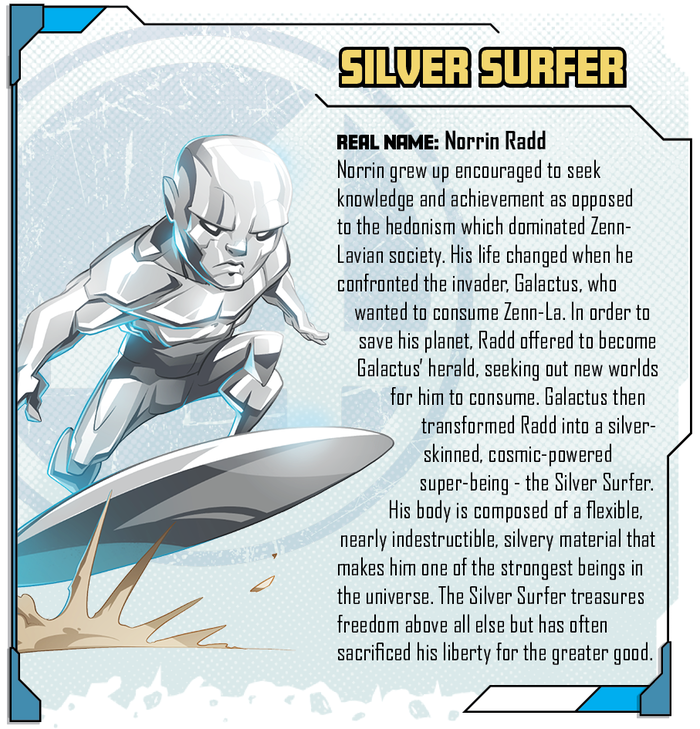 SILVER SURFER
REAL NAME: Norrin Radd
Norrin grew up encouraged to seek
knowledge and achievement as opposed
to the hedonism which dominated Zenn-
Lavian society. His life changed when he
confronted the invader, Galactus, who
wanted to consume Zenn-La. In order to
save his planet, Radd offered to become
Galactus' herald, seeking out new worlds
for him to consume. Galactus then
transformed Radd into a silver-
skinned, cosmic-powered
super-being - the Silver Surfer.
His body is composed of a flexible,
nearly indestructible, silvery material that
makes him one of the strongest beings in
the universe. The Silver Surfer treasures
freedom above all else but has often
sacrificed his liberty for the greater good.